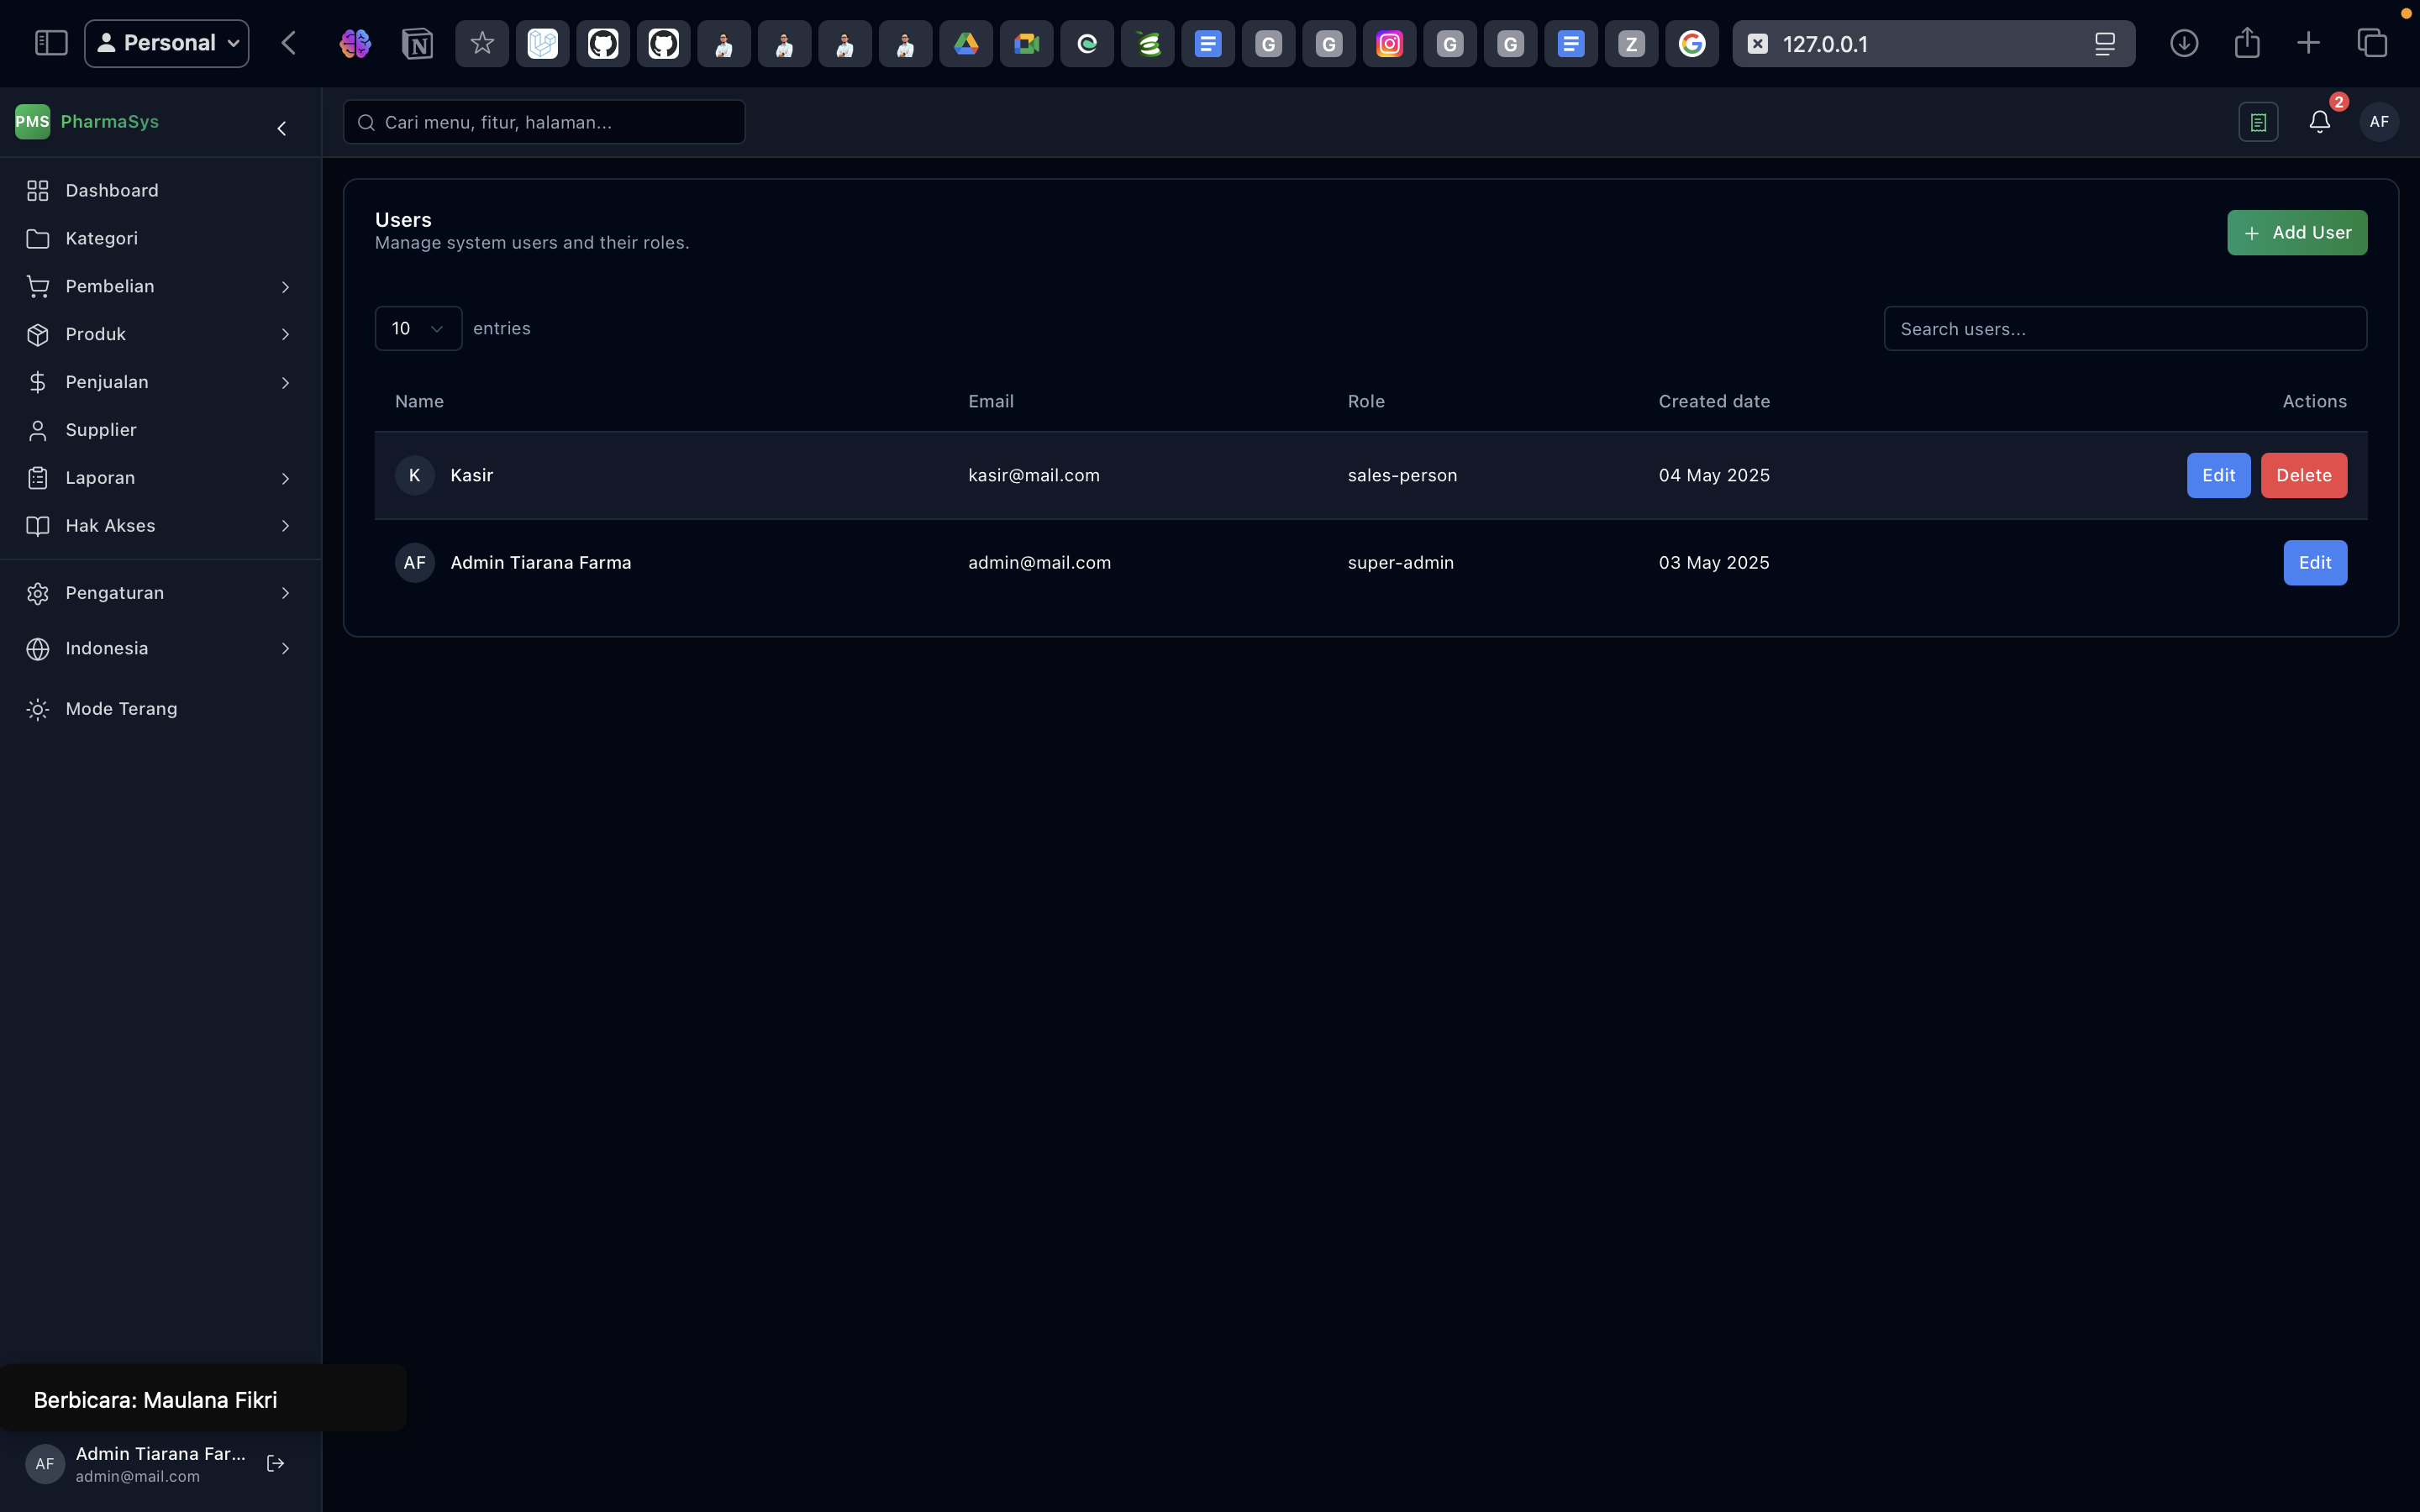 Personal
127.0.0.1
PMS PharmaSys
Cari menu, fitur, halaman...
2
AF
Dashboard
Kategori
Pembelian
Produk
Penjualan
Supplier
Laporan
Hak Akses
Pengaturan
Indonesia
Mode Terang
Users
Manage system users and their roles.
Add User
10 entries
Search users...
Name Email Role Created date Actions
K Kasir kasir@mail.com sales-person 04 May 2025 Edit Delete
AF Admin Tiarana Farma admin@mail.com super-admin 03 May 2025 Edit
Berbicara: Maulana Fikri
AF Admin Tiarana Far...
admin@mail.com